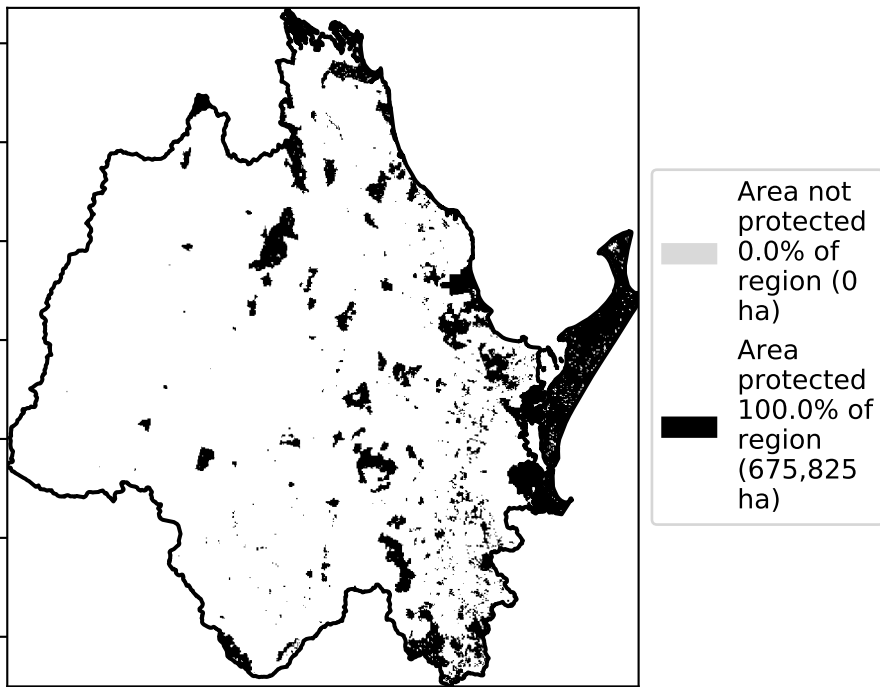 Area not
protected
0.0% of
region (0
ha)
Area
protected
100.0% of
region
(675,825
ha)